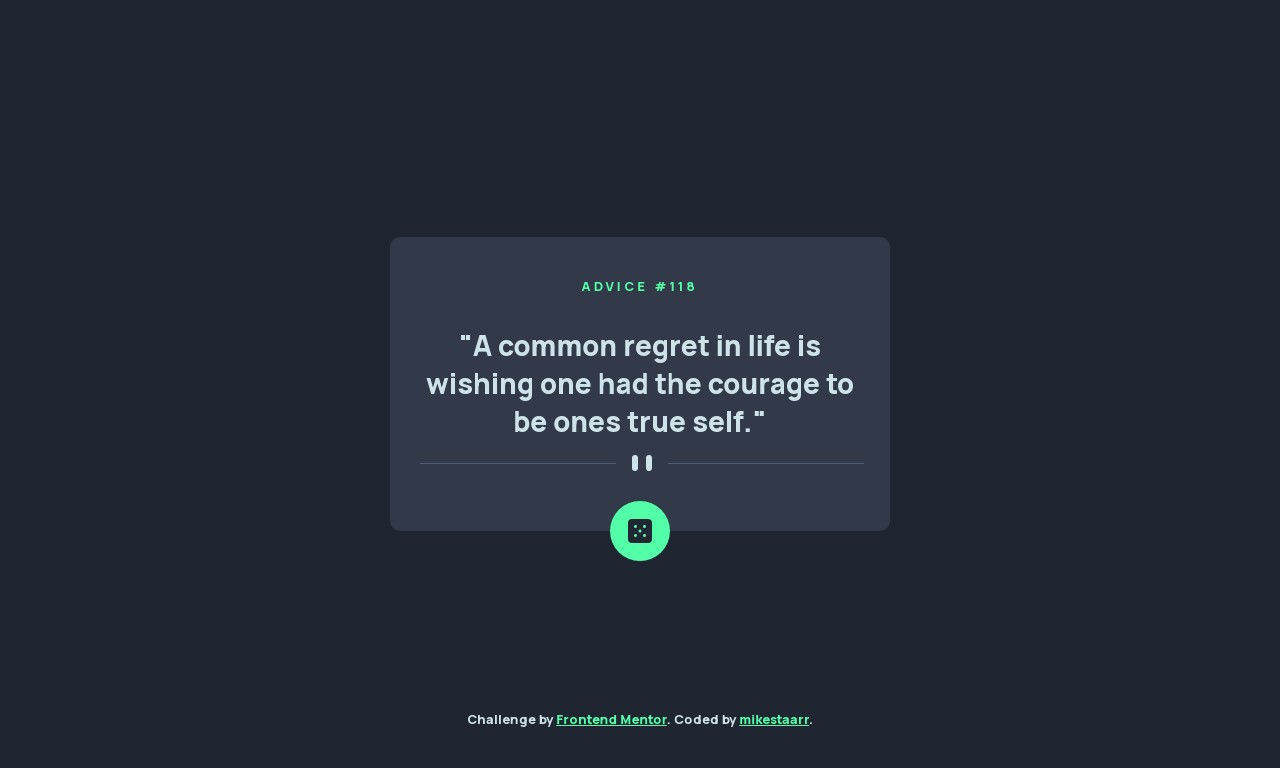 ADVICE #118
"A common regret in life is
wishing one had the courage to
be ones true self."
Challenge by Frontend Mentor. Coded by mikestaarr.